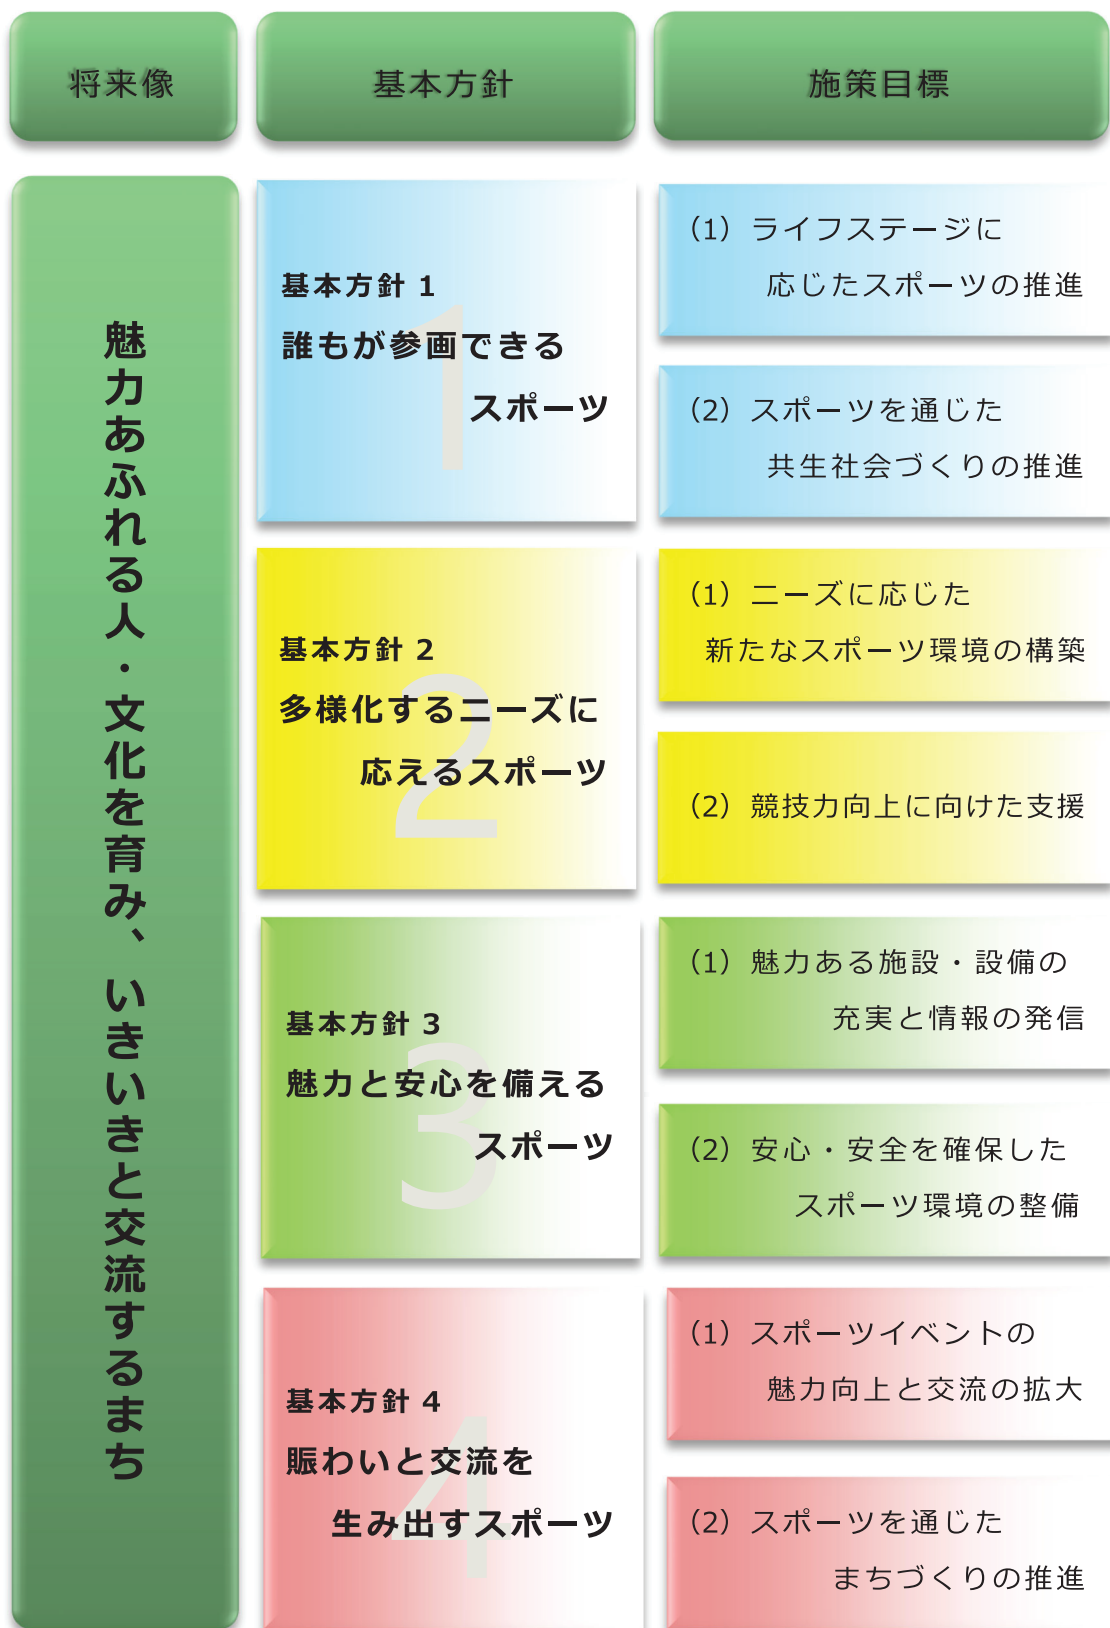 将来像
基本方針
施策目標
魅力あふれる人・文化を育み、いきいきと交流するまち
基本方針 1
誰もが参画できる
スポーツ
1
(1) ライフステージに
応じたスポーツの推進
(2) スポーツを通じた
共生社会づくりの推進
基本方針 2
多様化するニーズに
応えるスポーツ
2
(1) ニーズに応じた
新たなスポーツ環境の構築
(2) 競技力向上に向けた支援
基本方針 3
魅力と安心を備える
スポーツ
3
(1) 魅力ある施設・設備の
充実と情報の発信
(2) 安心・安全を確保した
スポーツ環境の整備
基本方針 4
賑わいと交流を
生み出すスポーツ
4
(1) スポーツイベントの
魅力向上と交流の拡大
(2) スポーツを通じた
まちづくりの推進